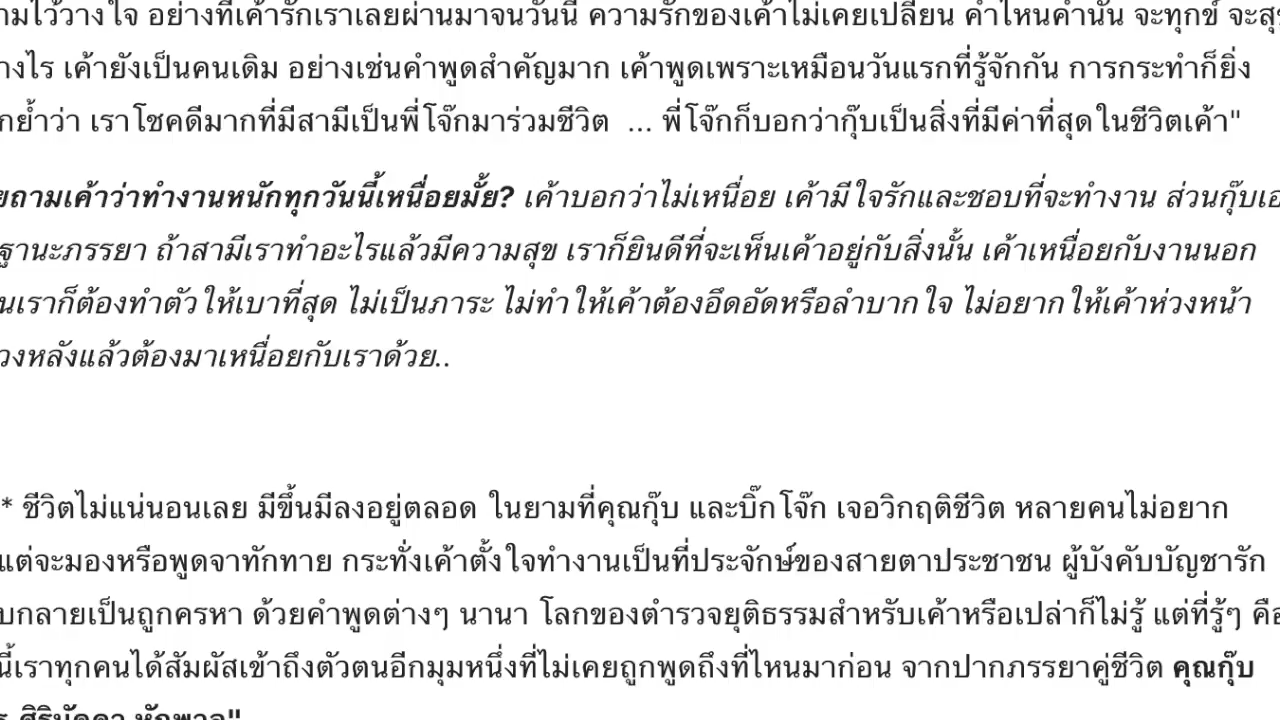 ามไว้วางใจ อย่างที่เค้ารักเราเลยผ่านมาจนวันนี้ ความรักของเค้าไม่เคยเปลี่ยน คำไหนคำนั้น จะทุกข์ จะสุข
างไร เค้ายังเป็นคนเดิม อย่างเช่นคำพูดสำคัญมาก เค้าพูดเพราะเหมือนวันแรกที่รู้จักกัน การกระทำก็ยิ่ง
กย้ำว่า เราโชคดีมากที่มีสามีเป็นพี่โจ๊กมาร่วมชีวิต ... พี่โจ๊กก็บอกว่ากุ๊บเป็นสิ่งที่มีค่าที่สุดในชีวิตเค้า"
ยถามเค้าว่าทำงานหนักทุกวันนี้เหนื่อยมั้ย? เค้าบอกว่าไม่เหนื่อย เค้ามีใจรักและชอบที่จะทำงาน ส่วนกุ๊บเอ
ฐานะภรรยา ถ้าสามีเราทำอะไรแล้วมีความสุข เราก็ยินดีที่จะเห็นเค้าอยู่กับสิ่งนั้น เค้าเหนื่อยกับงานนอก
นเราก็ต้องทำตัวให้เบาที่สุด ไม่เป็นภาระ ไม่ทำให้เค้าต้องอึดอัดหรือลำบากใจ ไม่อยากให้เค้าห่วงหน้า
วงหลังแล้วต้องมาเหนื่อยกับเราด้วย..
* ชีวิตไม่แน่นอนเลย มีขึ้นมีลงอยู่ตลอด ในยามที่คุณกุ๊บ และบิ๊กโจ๊ก เจอวิกฤติชีวิต หลายคนไม่อยาก
แต่จะมองหรือพูดจาทักทาย กระทั่งเค้าตั้งใจทำงานเป็นที่ประจักษ์ของสายตาประชาชน ผู้บังคับบัญชารัก
บกลายเป็นถูกครหา ด้วยคำพูดต่างๆ นานา โลกของตำรวจยุติธรรมสำหรับเค้าหรือเปล่าก็ไม่รู้ แต่ที่รู้ๆ คือ
นี้เราทุกคนได้สัมผัสเข้าถึงตัวตนอีกมุมหนึ่งที่ไม่เคยถูกพูดถึงที่ไหนมาก่อน จากปากภรรยาคู่ชีวิต คุณกุ๊บ
ศิรินัดดา หักพาล"